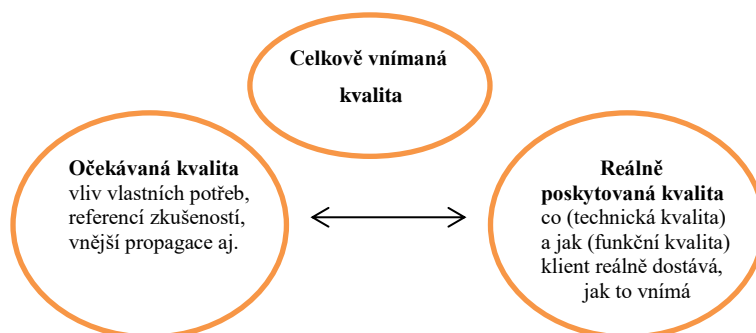 Celkově vnímaná
kvalita
Očekávaná kvalita
vliv vlastních potřeb,
referencí zkušeností,
vnější propagace aj.
Reálně
poskytovaná kvalita
co (technická kvalita)
a jak (funkční kvalita)
klient reálně dostává,
jak to vnímá